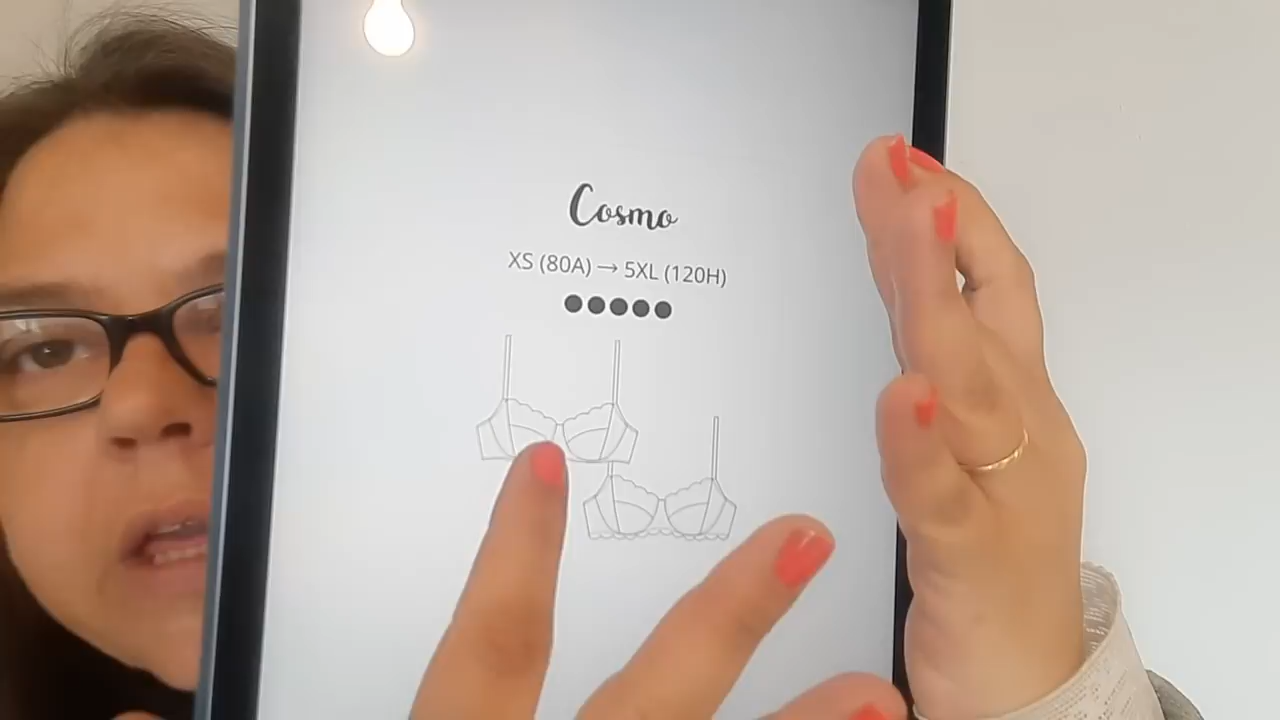 Cosmo
XS (80A) → 5XL (120H)